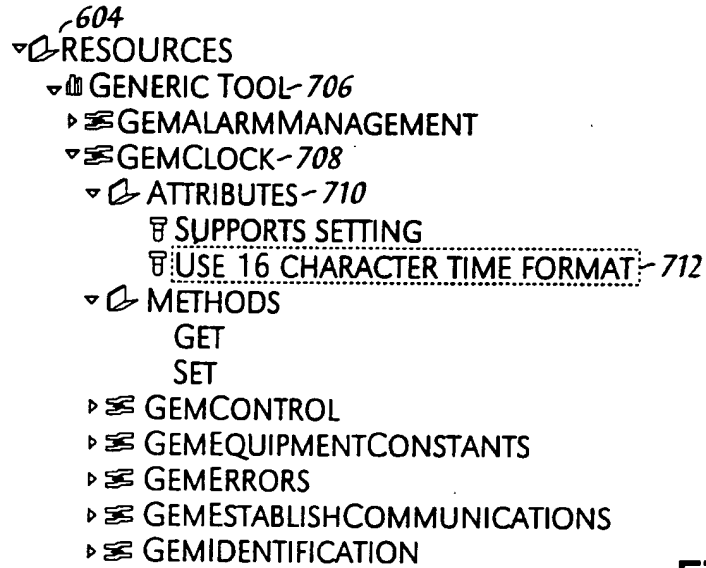 604
RESOURCES
GENERIC TOOL 706
GEMALARMMANAGEMENT
GEMCLOCK 708
ATTRIBUTES 710
SUPPORTS SETTING
USE 16 CHARACTER TIME FORMAT 712
METHODS
GET
SET
GEMCONTROL
GEMEQUIPMENTCONSTANTS
GEMERRORS
GEMESTABLISHCOMMUNICATIONS
GEMIDENTIFICATION